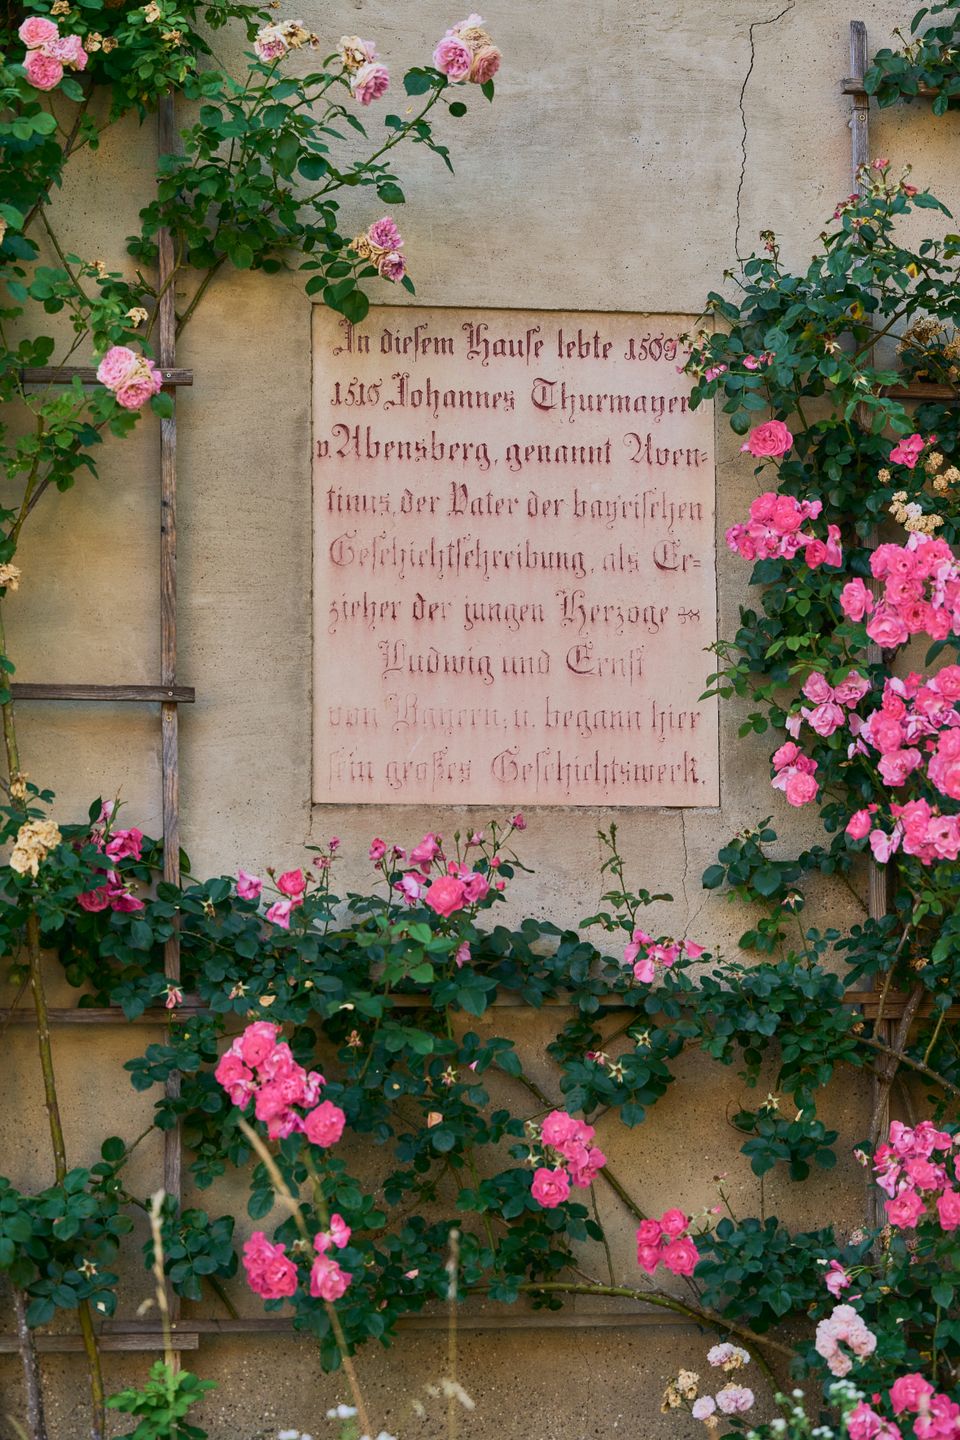 In diesem Hause lebte 1509-
1510 Johannes Thurmayer
v. Abensberg, genannt Aven-
tinus, der Vater der bayrischen
Geschichtschreibung, als Er-
zieher der jungen Herzoge
Ludwig und Ernst
von Bayern, u. begann hier
sein großes Geschichtswerk.